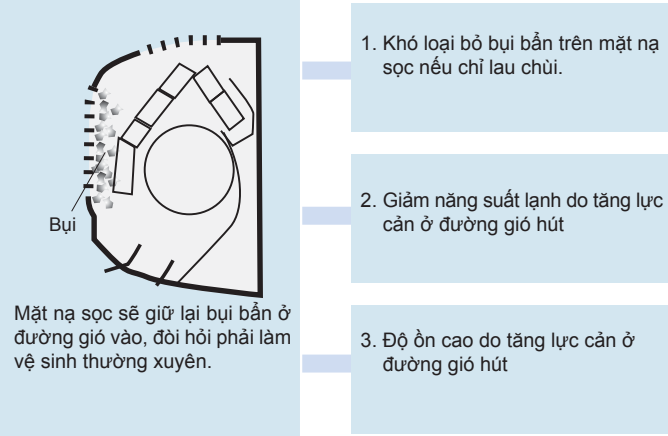 Bụi
Mặt nạ sọc sẽ giữ lại bụi bẩn ở
đường gió vào, đòi hỏi phải làm
vệ sinh thường xuyên.
1. Khó loại bỏ bụi bẩn trên mặt nạ
sọc nếu chỉ lau chùi.
2. Giảm năng suất lạnh do tăng lực
cản ở đường gió hút
3. Độ ồn cao do tăng lực cản ở
đường gió hút